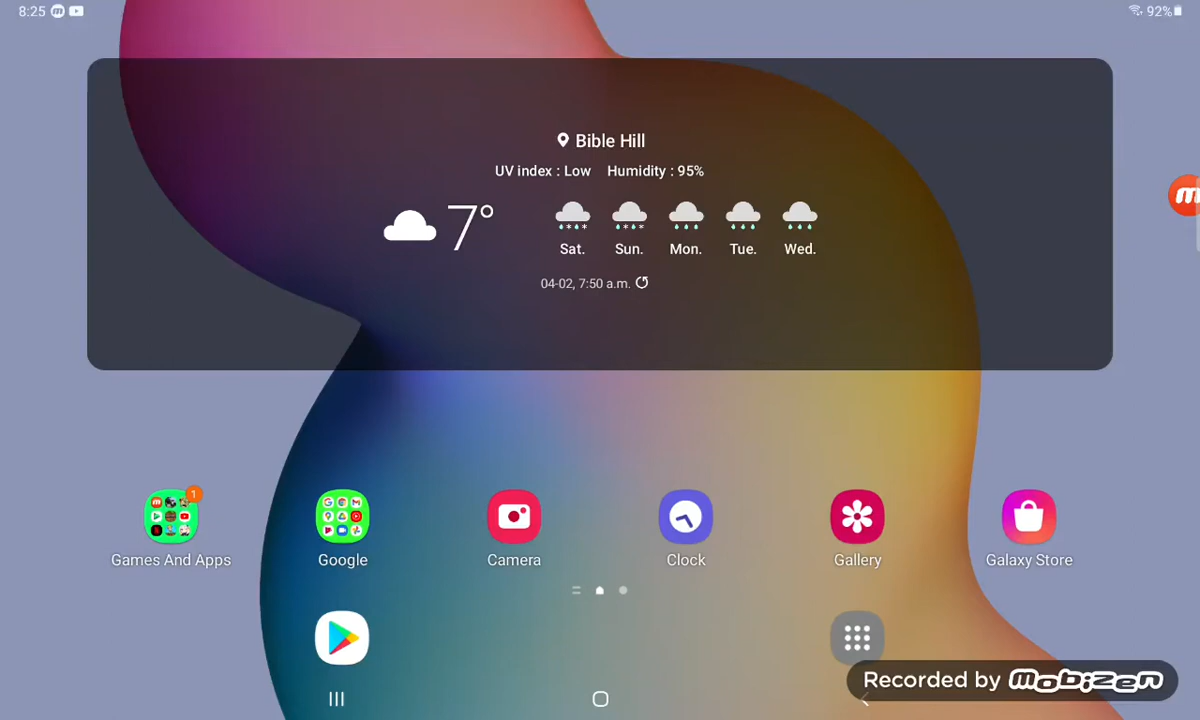 8:25
92%
Bible Hill
UV index : Low Humidity : 95%
7°
Sat. Sun. Mon. Tue. Wed.
04-02, 7:50 a.m.
1
Games And Apps Google Camera Clock Gallery Galaxy Store
Recorded by mobizen